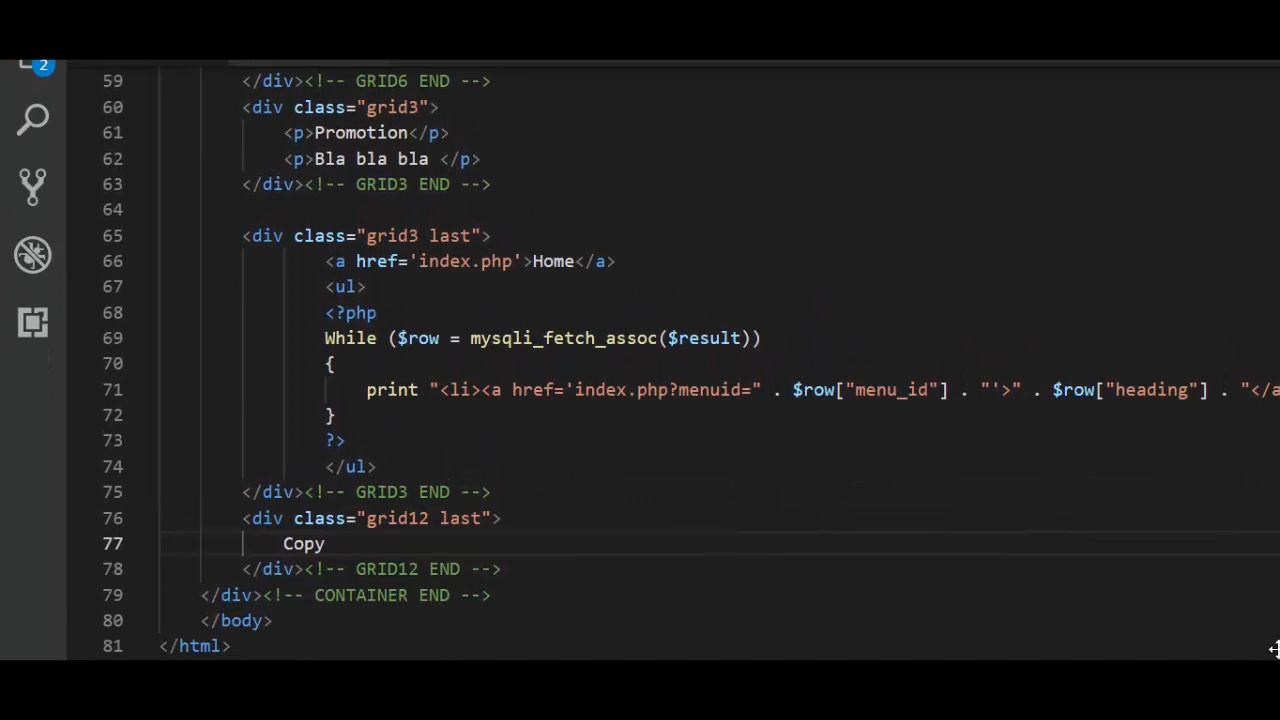 2
59 </div><!-- GRID6 END -->
60 <div class="grid3">
61 <p>Promotion</p>
62 <p>Bla bla bla </p>
63 </div><!-- GRID3 END -->
64
65 <div class="grid3 last">
66 <a href='index.php'>Home</a>
67 <ul>
68 <?php
69 While ($row = mysqli_fetch_assoc($result))
70 {
71 print "<li><a href='index.php?menuid=" . $row["menu_id"] . "'>" . $row["heading"] . "</a
72 }
73 ?>
74 </ul>
75 </div><!-- GRID3 END -->
76 <div class="grid12 last">
77 Copy
78 </div><!-- GRID12 END -->
79 </div><!-- CONTAINER END -->
80 </body>
81 </html>